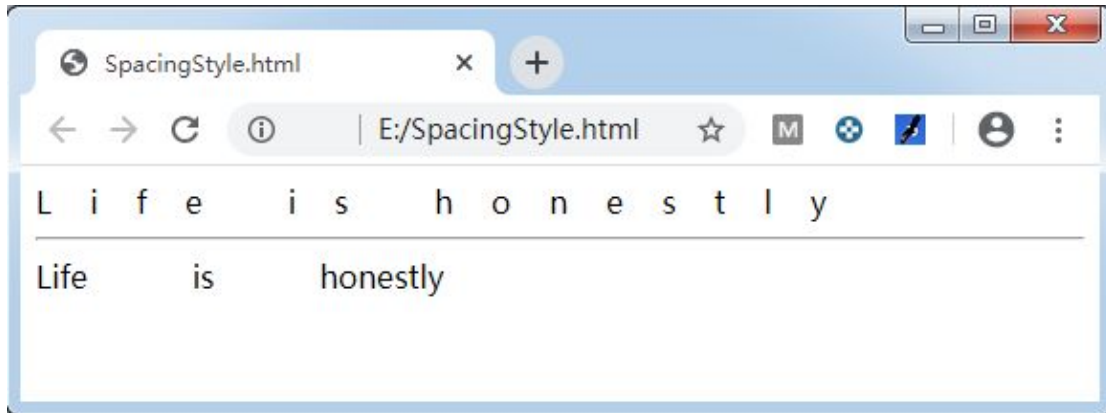 SpacingStyle.html
E:/SpacingStyle.html
M
L i f e i s h o n e s t l y
Life is honestly